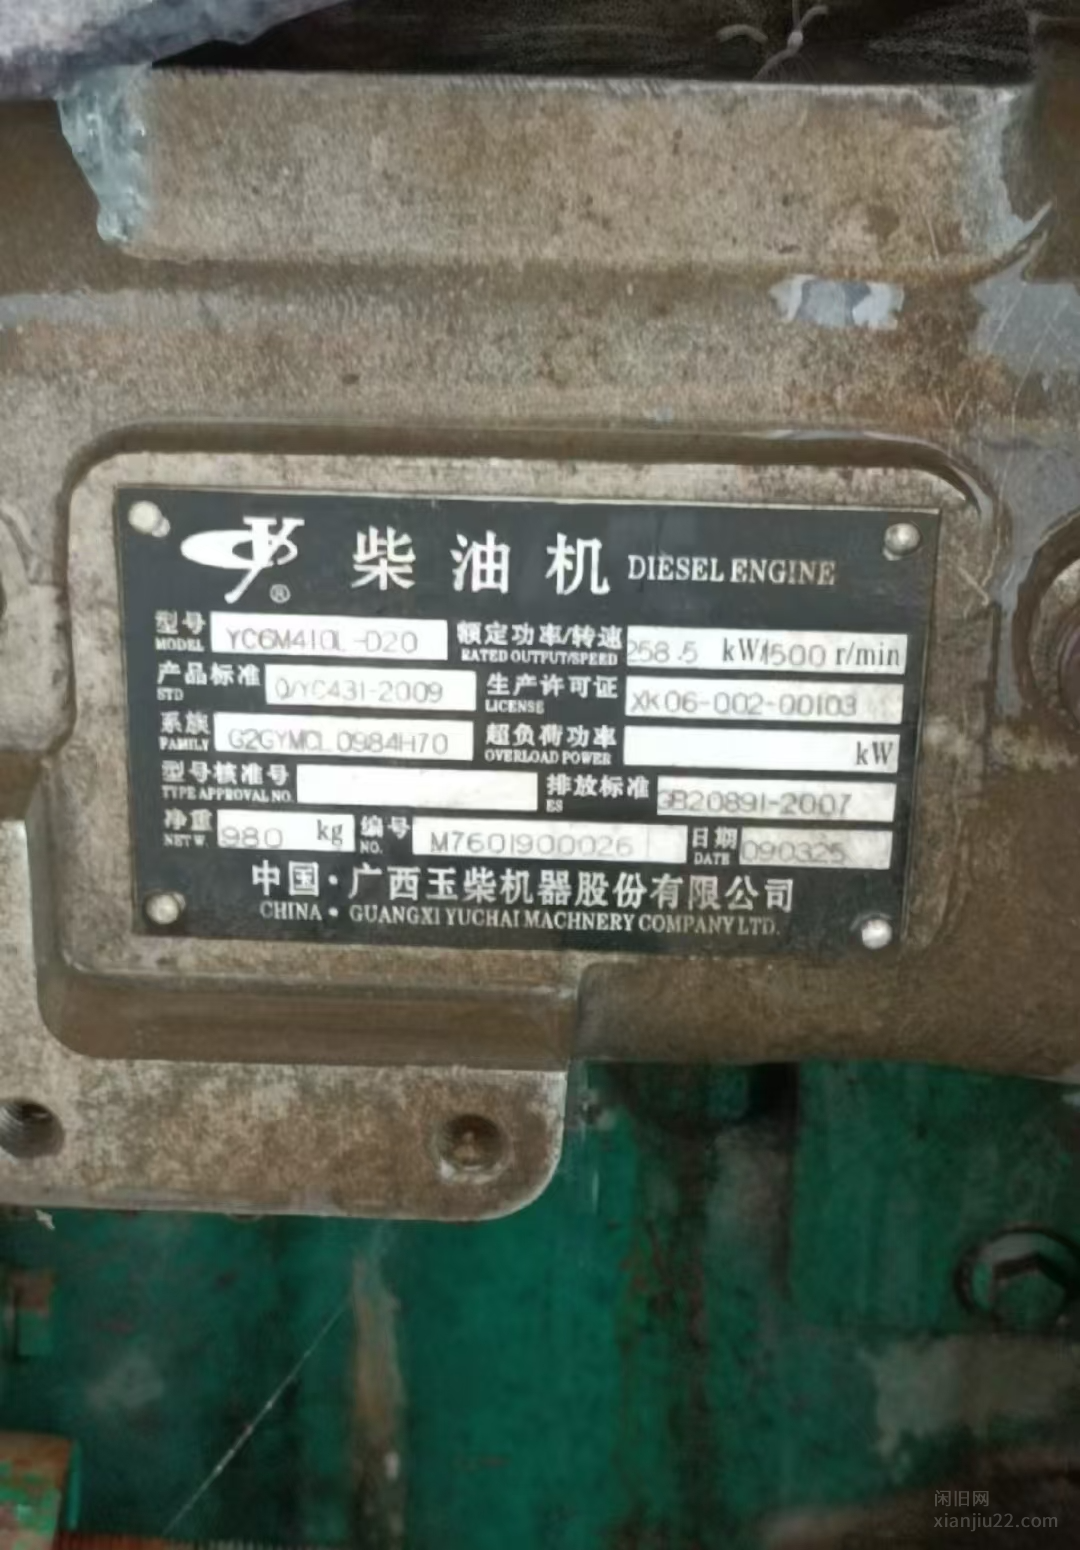 柴油机 DIESEL ENGINE
型号 MODEL YC6M410L-D20 额定功率/转速 RATED OUTPUT/SPEED 258.5 kW/1500 r/min
产品标准 STD Q/YC431-2009 生产许可证 LICENSE XK06-002-00103
系族 FAMILY G2GYMCL0984H70 超负荷功率 OVERLOAD POWER kW
型号核准号 TYPE APPROVAL NO. 排放标准 ES GB20891-2007
净重 NET W. 980 kg 编号 NO. M7601900026 日期 DATE 090325
中国·广西玉柴机器股份有限公司
CHINA • GUANGXI YUCHAI MACHINERY COMPANY LTD.
闲旧网
xianjiu22.com